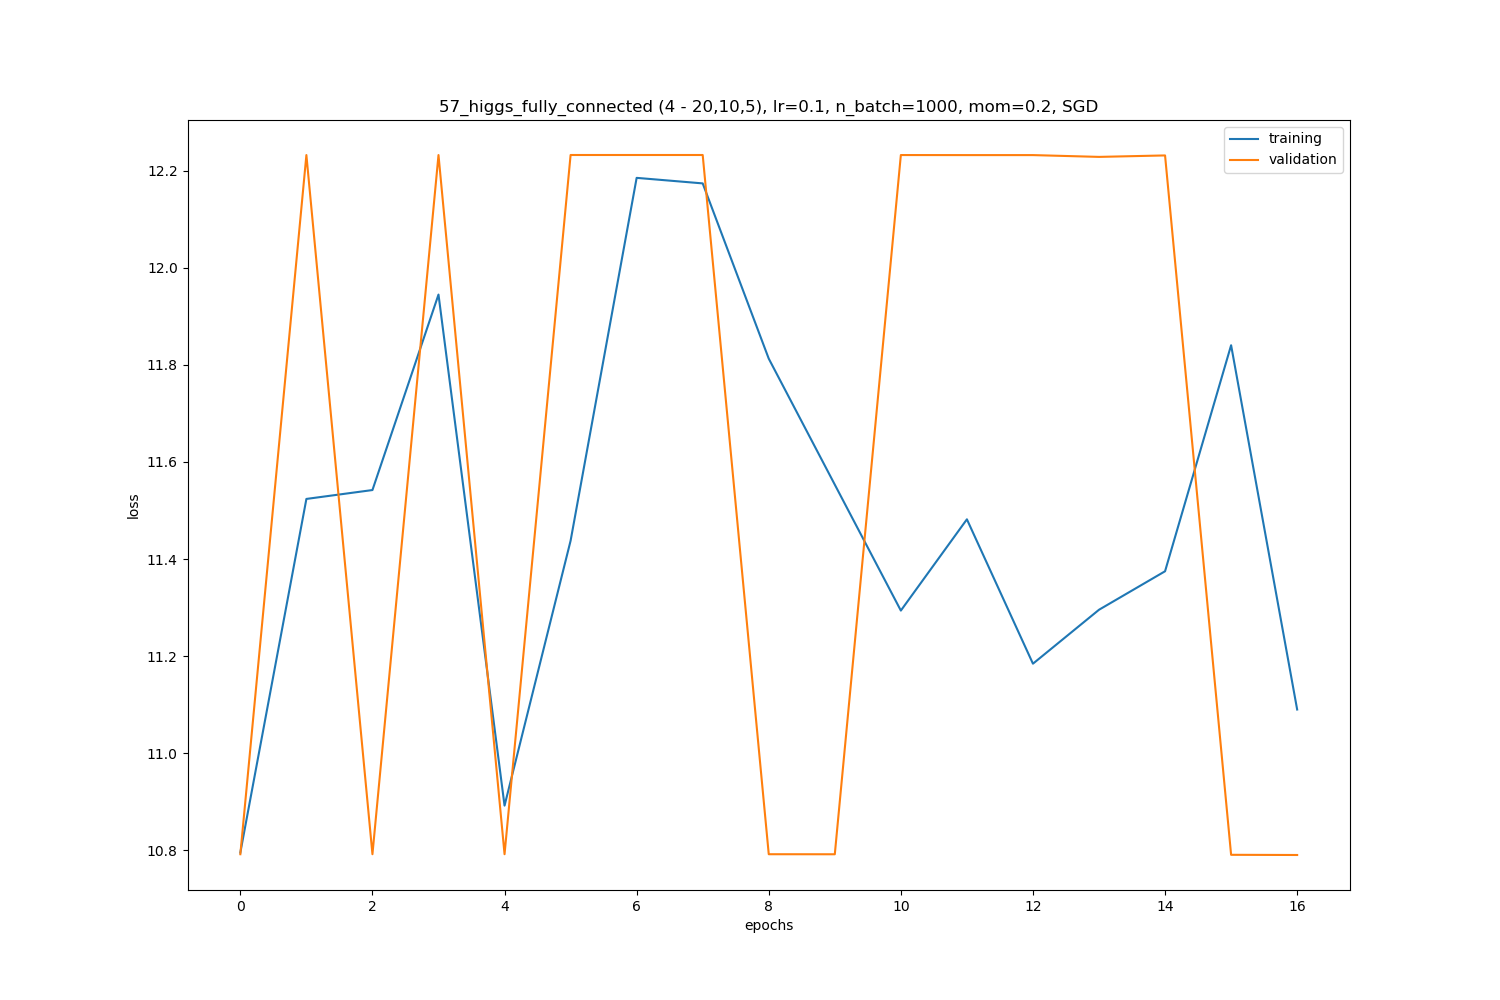 57_higgs_fully_connected (4 - 20,10,5), lr=0.1, n_batch=1000, mom=0.2, SGD
training
validation
12.2
12.0
11.8
11.6
11.4
11.2
11.0
10.8
loss
0 2 4 6 8 10 12 14 16
epochs